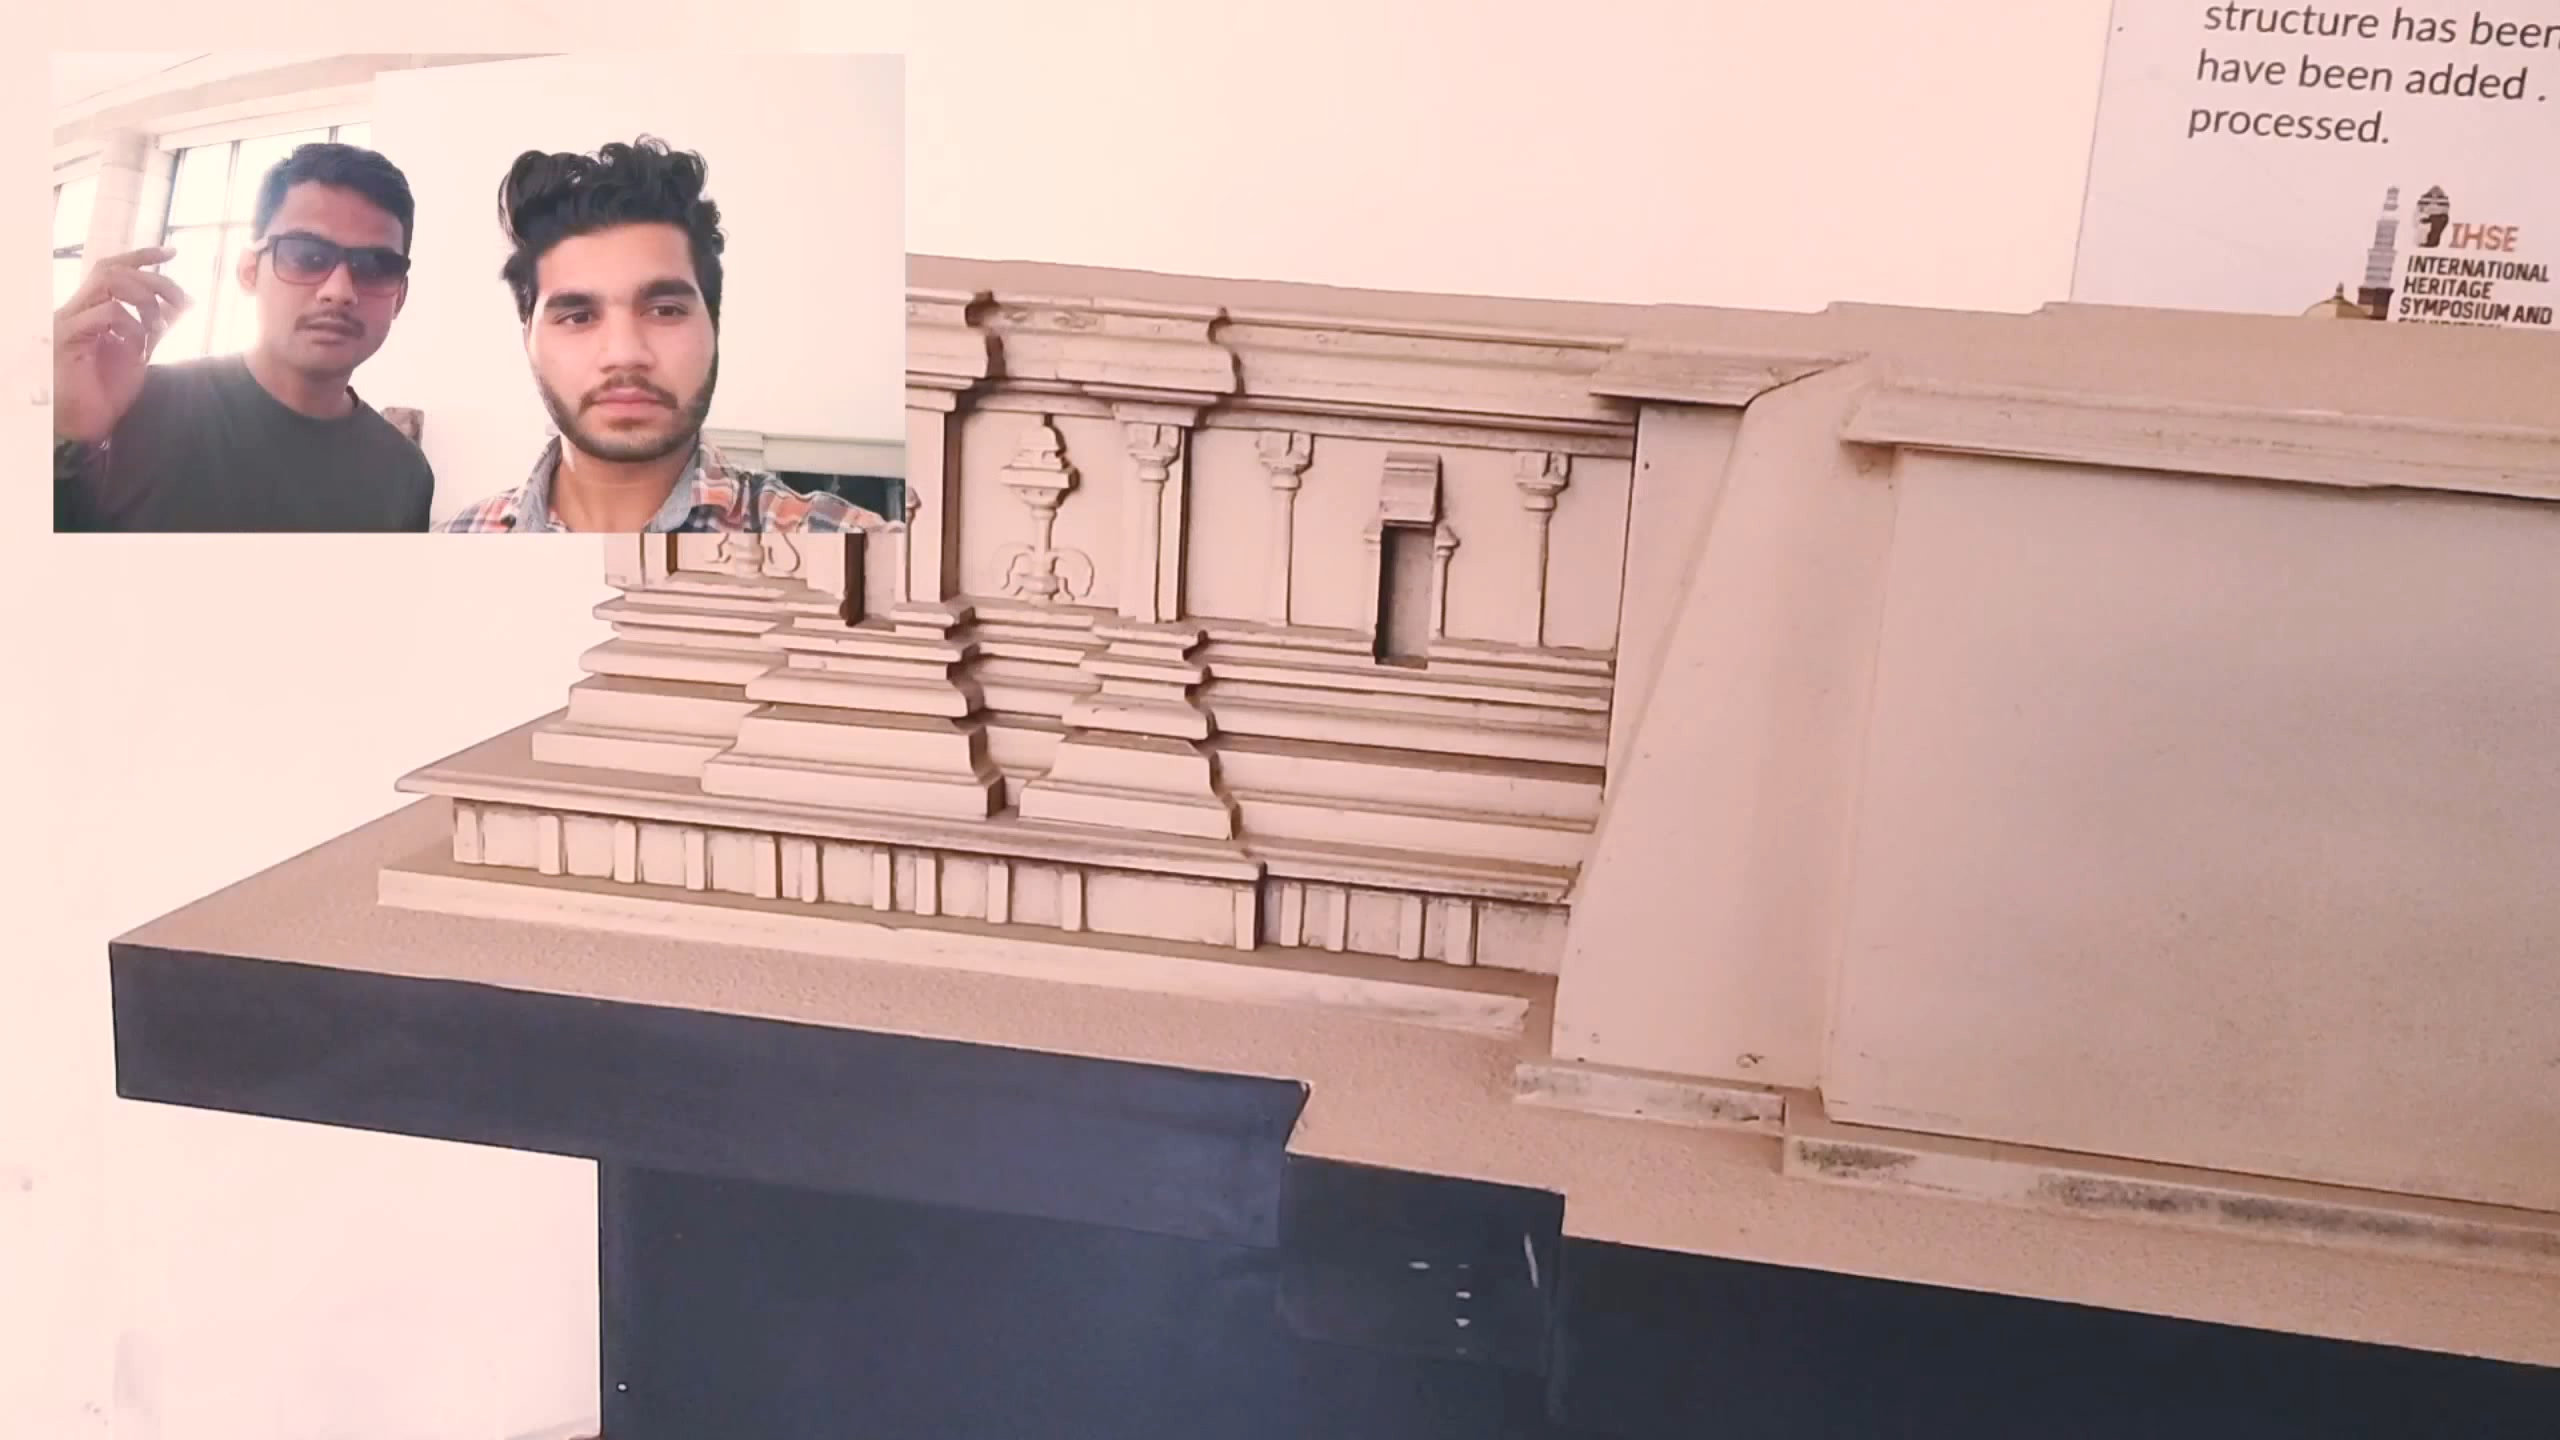 structure has been
have been added .
processed.
IHSE
INTERNATIONAL
HERITAGE
SYMPOSIUM AND